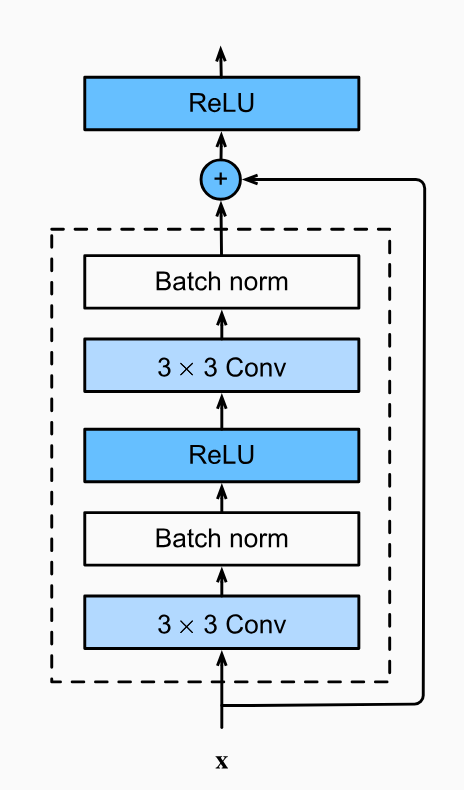 ReLU
+
Batch norm
3 × 3 Conv
ReLU
Batch norm
3 × 3 Conv
x